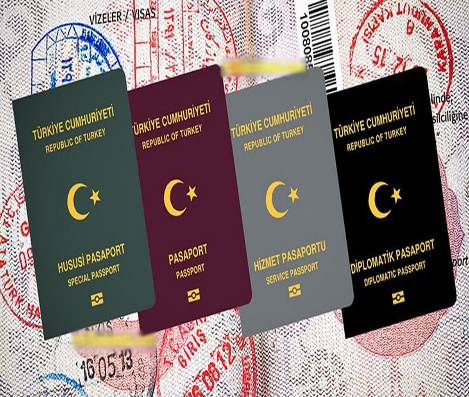 VİZELER / VISAS
TÜRKİYE CUMHURİYETİ
REPUBLIC OF TURKEY
HUSUSİ PASAPORT
SPECIAL PASSPORT
TÜRKİYE CUMHURİYETİ
REPUBLIC OF TURKEY
PASAPORT
PASSPORT
TÜRKİYE CUMHURİYETİ
REPUBLIC OF TURKEY
HİZMET PASAPORTU
SERVICE PASSPORT
TÜRKİYE CUMHURİYETİ
REPUBLIC OF TURKEY
DİPLOMATİK PASAPORT
DIPLOMATIC PASSPORT
16 05 13
GİRİŞ